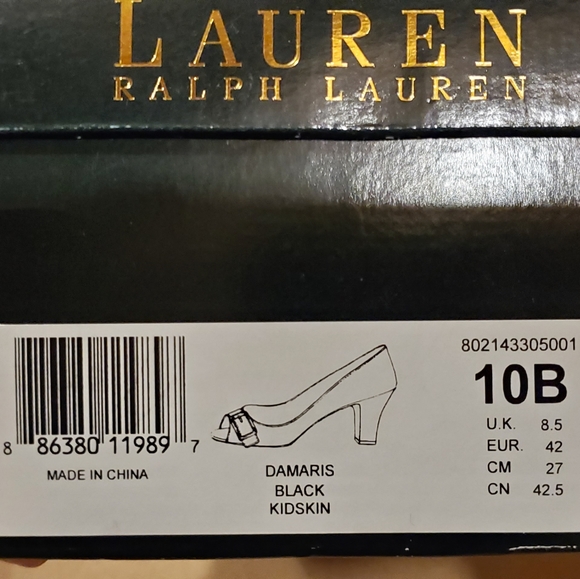 LAUREN
RALPH LAUREN
802143305001
10B
U.K. 8.5
EUR. 42
CM 27
CN 42.5
8 86380 11989 7
MADE IN CHINA
DAMARIS
BLACK
KIDSKIN